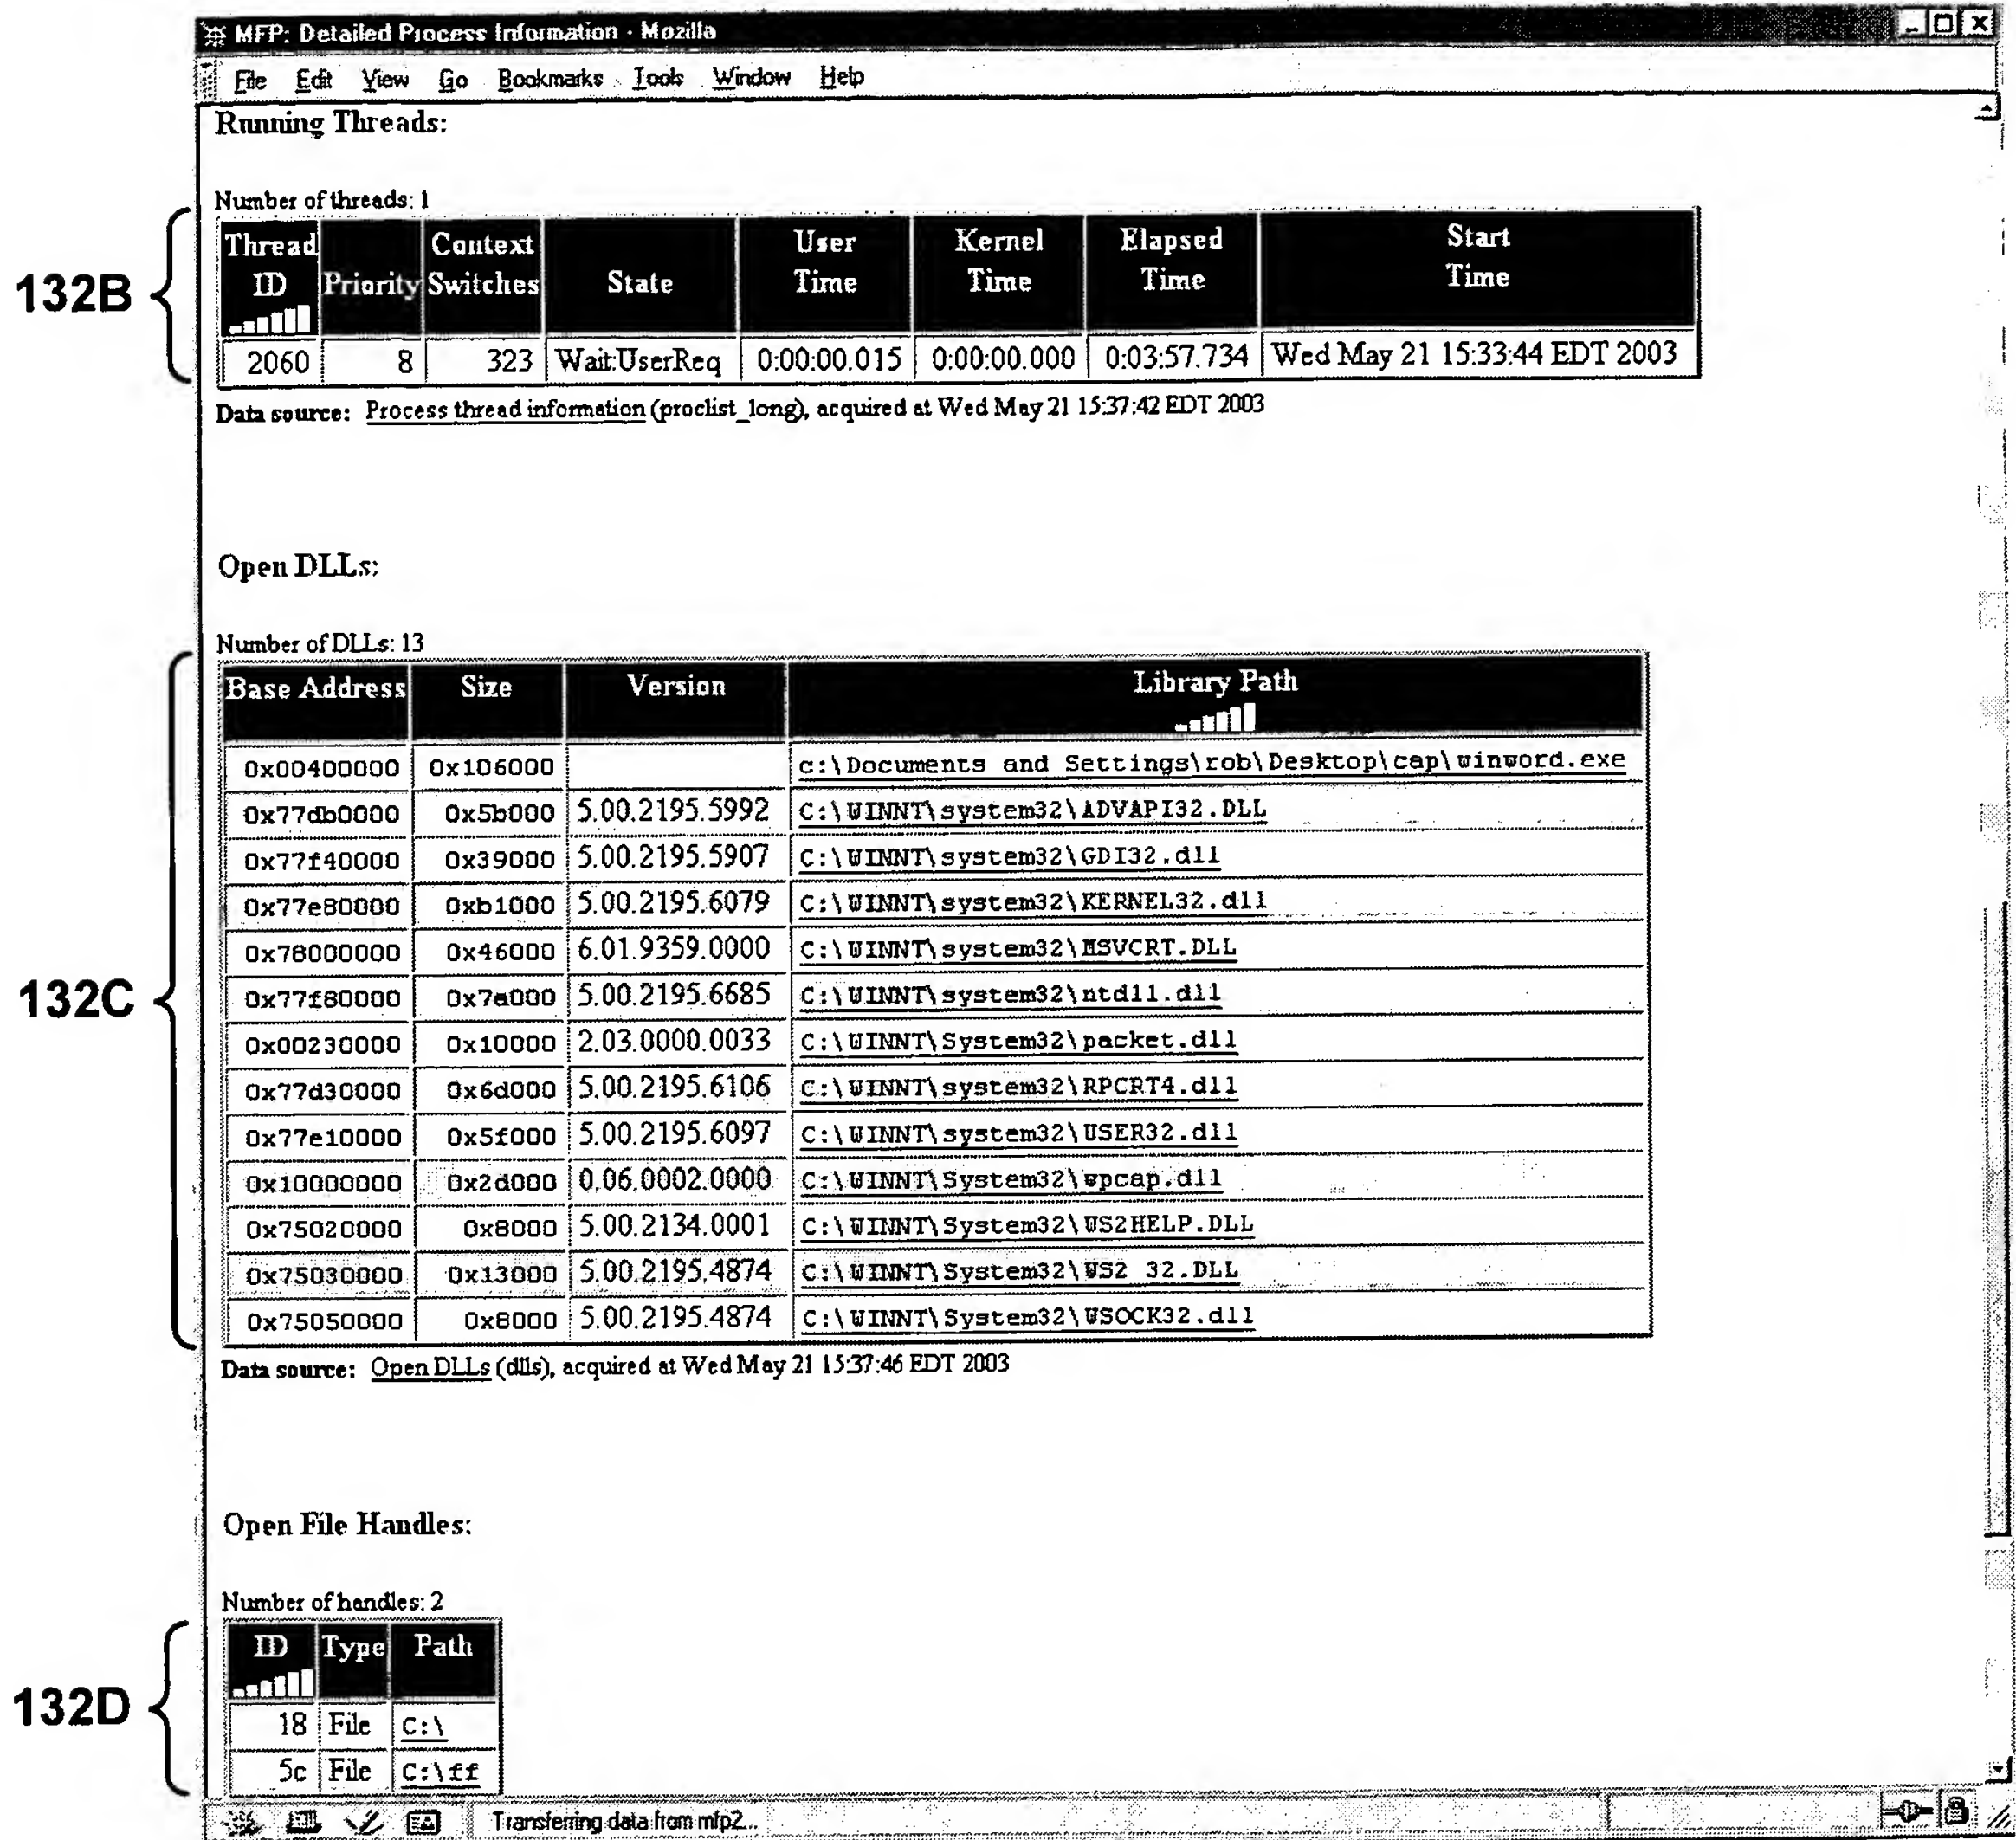 MFP: Detailed Process Information - Mozilla
File Edit View Go Bookmarks Tools Window Help
Running Threads:
Number of threads: 1
Thread ID Priority Context Switches State User Time Kernel Time Elapsed Time Start Time
2060 8 323 Wait:UserReq 0:00:00.015 0:00:00.000 0:03:57.734 Wed May 21 15:33:44 EDT 2003
132B
Data source: Process thread information (proclist_long), acquired at Wed May 21 15:37:42 EDT 2003
Open DLLs:
Number of DLLs: 13
Base Address Size Version Library Path
0x00400000 0x106000 c:\Documents and Settings\rob\Desktop\cap\winword.exe
0x77db0000 0x5b000 5.00.2195.5992 C:\WINNT\system32\ADVAPI32.DLL
0x77f40000 0x39000 5.00.2195.5907 C:\WINNT\system32\GDI32.dll
0x77e80000 0xb1000 5.00.2195.6079 C:\WINNT\system32\KERNEL32.dll
0x78000000 0x46000 6.01.9359.0000 C:\WINNT\system32\MSVCRT.DLL
0x77f80000 0x7a000 5.00.2195.6685 C:\WINNT\system32\ntdll.dll
132C
0x00230000 0x10000 2.03.0000.0033 C:\WINNT\System32\packet.dll
0x77d30000 0x6d000 5.00.2195.6106 C:\WINNT\system32\RPCRT4.dll
0x77e10000 0x5f000 5.00.2195.6097 C:\WINNT\system32\USER32.dll
0x10000000 0x2d000 0.06.0002.0000 C:\WINNT\System32\wpcap.dll
0x75020000 0x8000 5.00.2134.0001 C:\WINNT\System32\WS2HELP.DLL
0x75030000 0x13000 5.00.2195.4874 C:\WINNT\System32\WS2 32.DLL
0x75050000 0x8000 5.00.2195.4874 C:\WINNT\System32\WSOCK32.dll
Data source: Open DLLs (dlls), acquired at Wed May 21 15:37:46 EDT 2003
Open File Handles:
Number of handles: 2
ID Type Path
132D
18 File C:\
5c File C:\ff
Transferring data from mfp2...